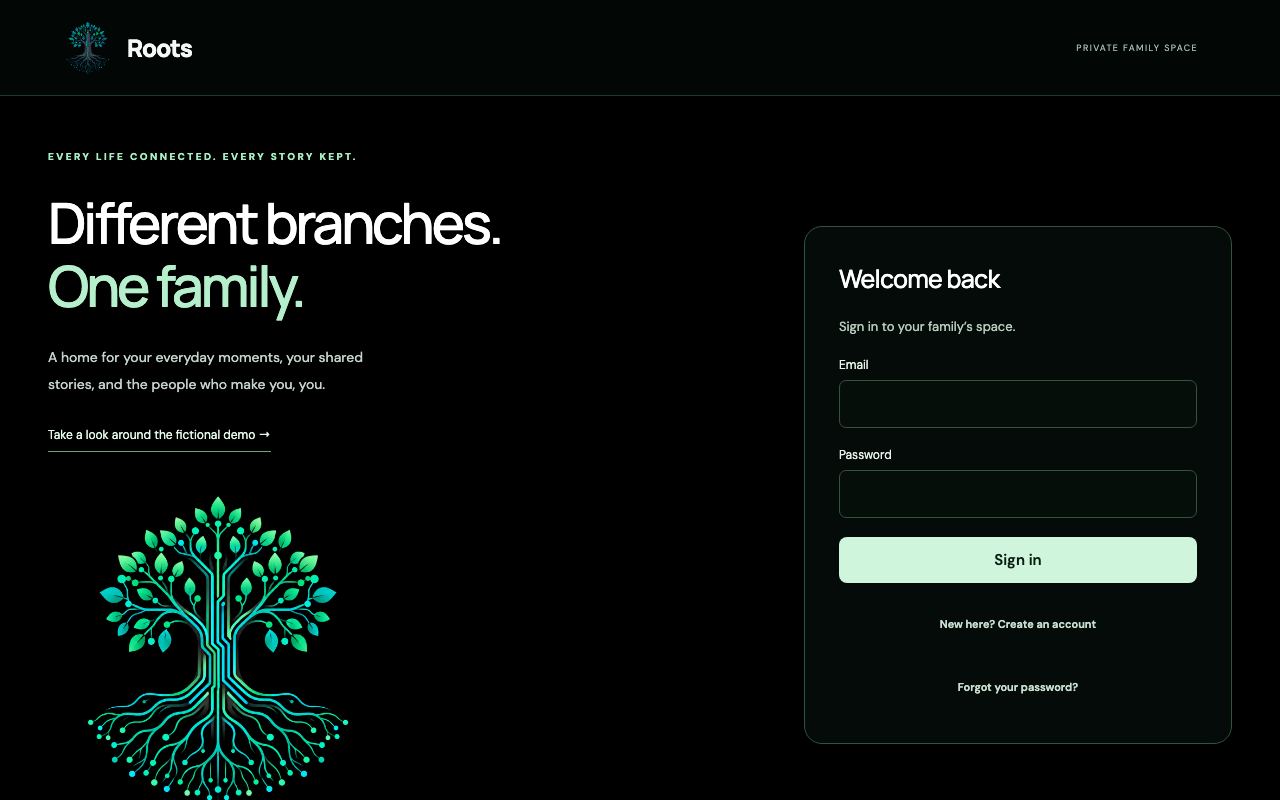 Roots
PRIVATE FAMILY SPACE
EVERY LIFE CONNECTED. EVERY STORY KEPT.
Different branches.
One family.
A home for your everyday moments, your shared
stories, and the people who make you, you.
Take a look around the fictional demo →
Welcome back
Sign in to your family’s space.
Email
Password
Sign in
New here? Create an account
Forgot your password?